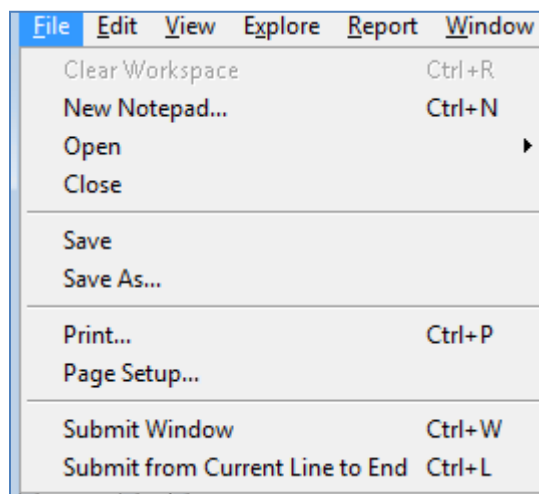 File Edit View Explore Report Window
Clear Workspace Ctrl+R
New Notepad... Ctrl+N
Open
Close
Save
Save As...
Print... Ctrl+P
Page Setup...
Submit Window Ctrl+W
Submit from Current Line to End Ctrl+L